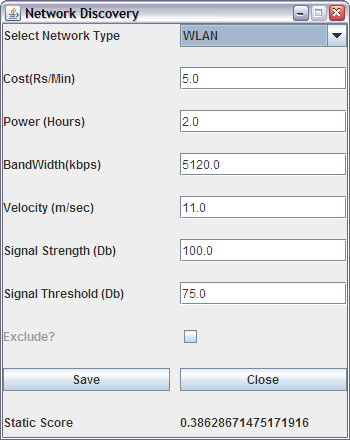 Network Discovery
Select Network Type WLAN
Cost(Rs/Min) 5.0
Power (Hours) 2.0
BandWidth(kbps) 5120.0
Velocity (m/sec) 11.0
Signal Strength (Db) 100.0
Signal Threshold (Db) 75.0
Exclude?
Save Close
Static Score 0.38628671475171916